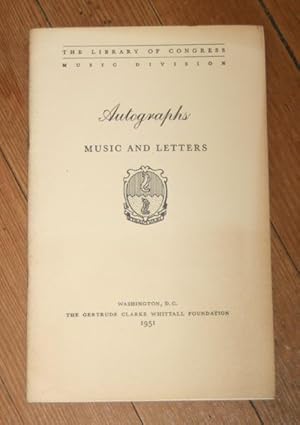 THE LIBRARY OF CONGRESS
MUSIC DIVISION
Autographs
MUSIC AND LETTERS
WASHINGTON, D.C.
THE GERTRUDE CLARKE WHITTALL FOUNDATION
1951